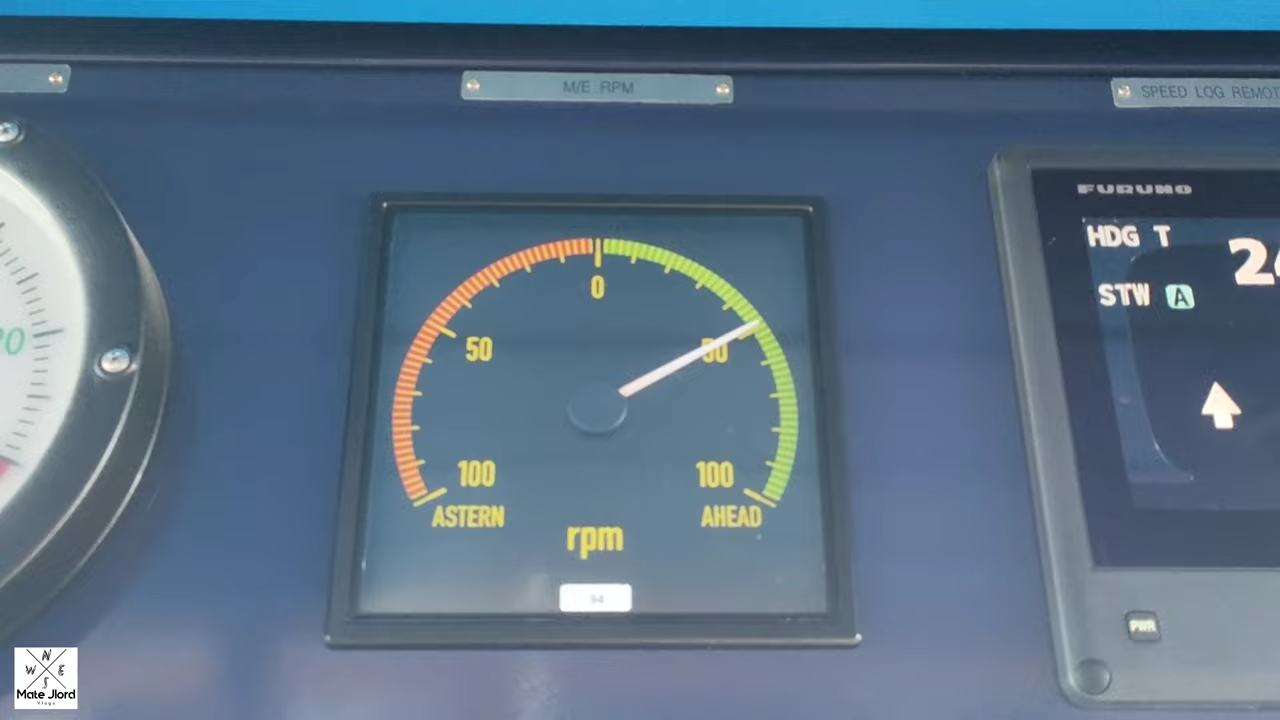 M/E RPM
SPEED LOG REMOT
FURUNO
HDG T
STW A
0
50
50
100
100
ASTERN
AHEAD
rpm
94
PWR
N
W E
S
Mate Jlord
Vlogs